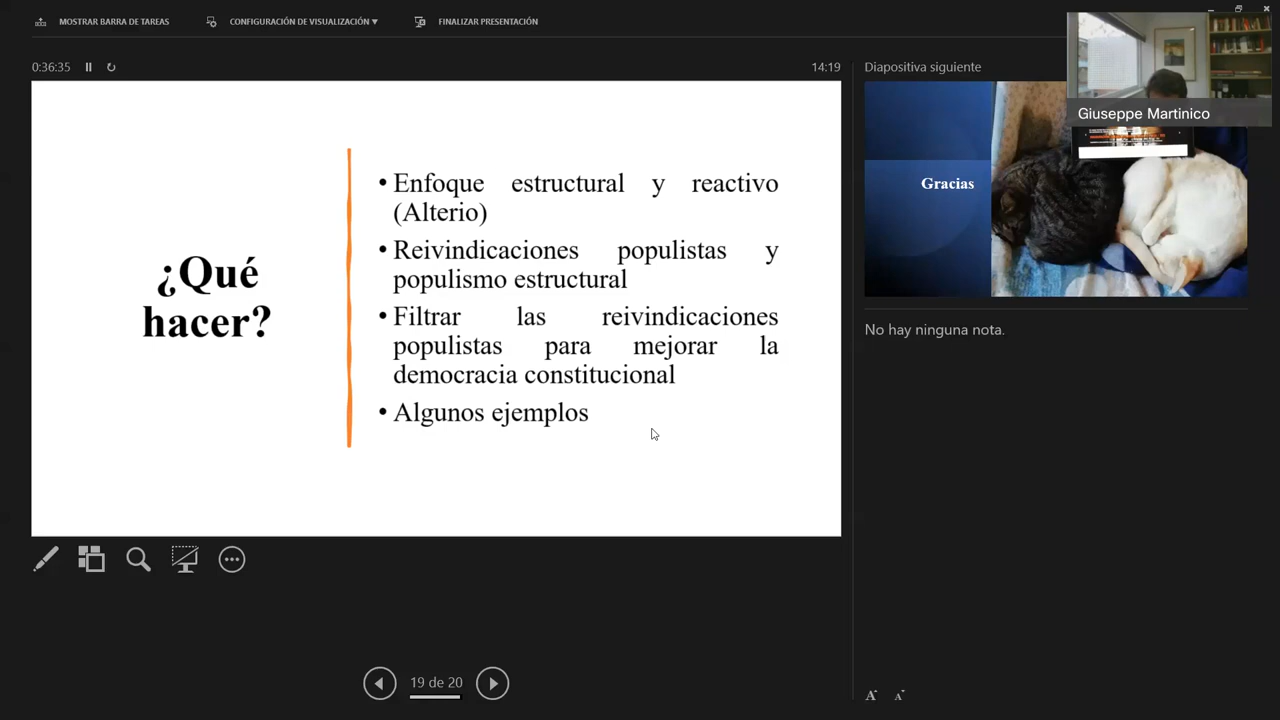 MOSTRAR BARRA DE TAREAS
CONFIGURACIÓN DE VISUALIZACIÓN ▼
FINALIZAR PRESENTACIÓN
0:36:35
14:19
Diapositiva siguiente
Giuseppe Martinico
¿Qué
hacer?
• Enfoque estructural y reactivo
(Alterio)
• Reivindicaciones populistas y
populismo estructural
• Filtrar las reivindicaciones
populistas para mejorar la
democracia constitucional
• Algunos ejemplos
Gracias
No hay ninguna nota.
19 de 20
A A